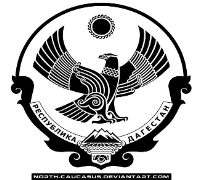 РЕСПУБЛИКА ДАГЕСТАН
NORTH-CAUCASUS.DEVIANTART.COM